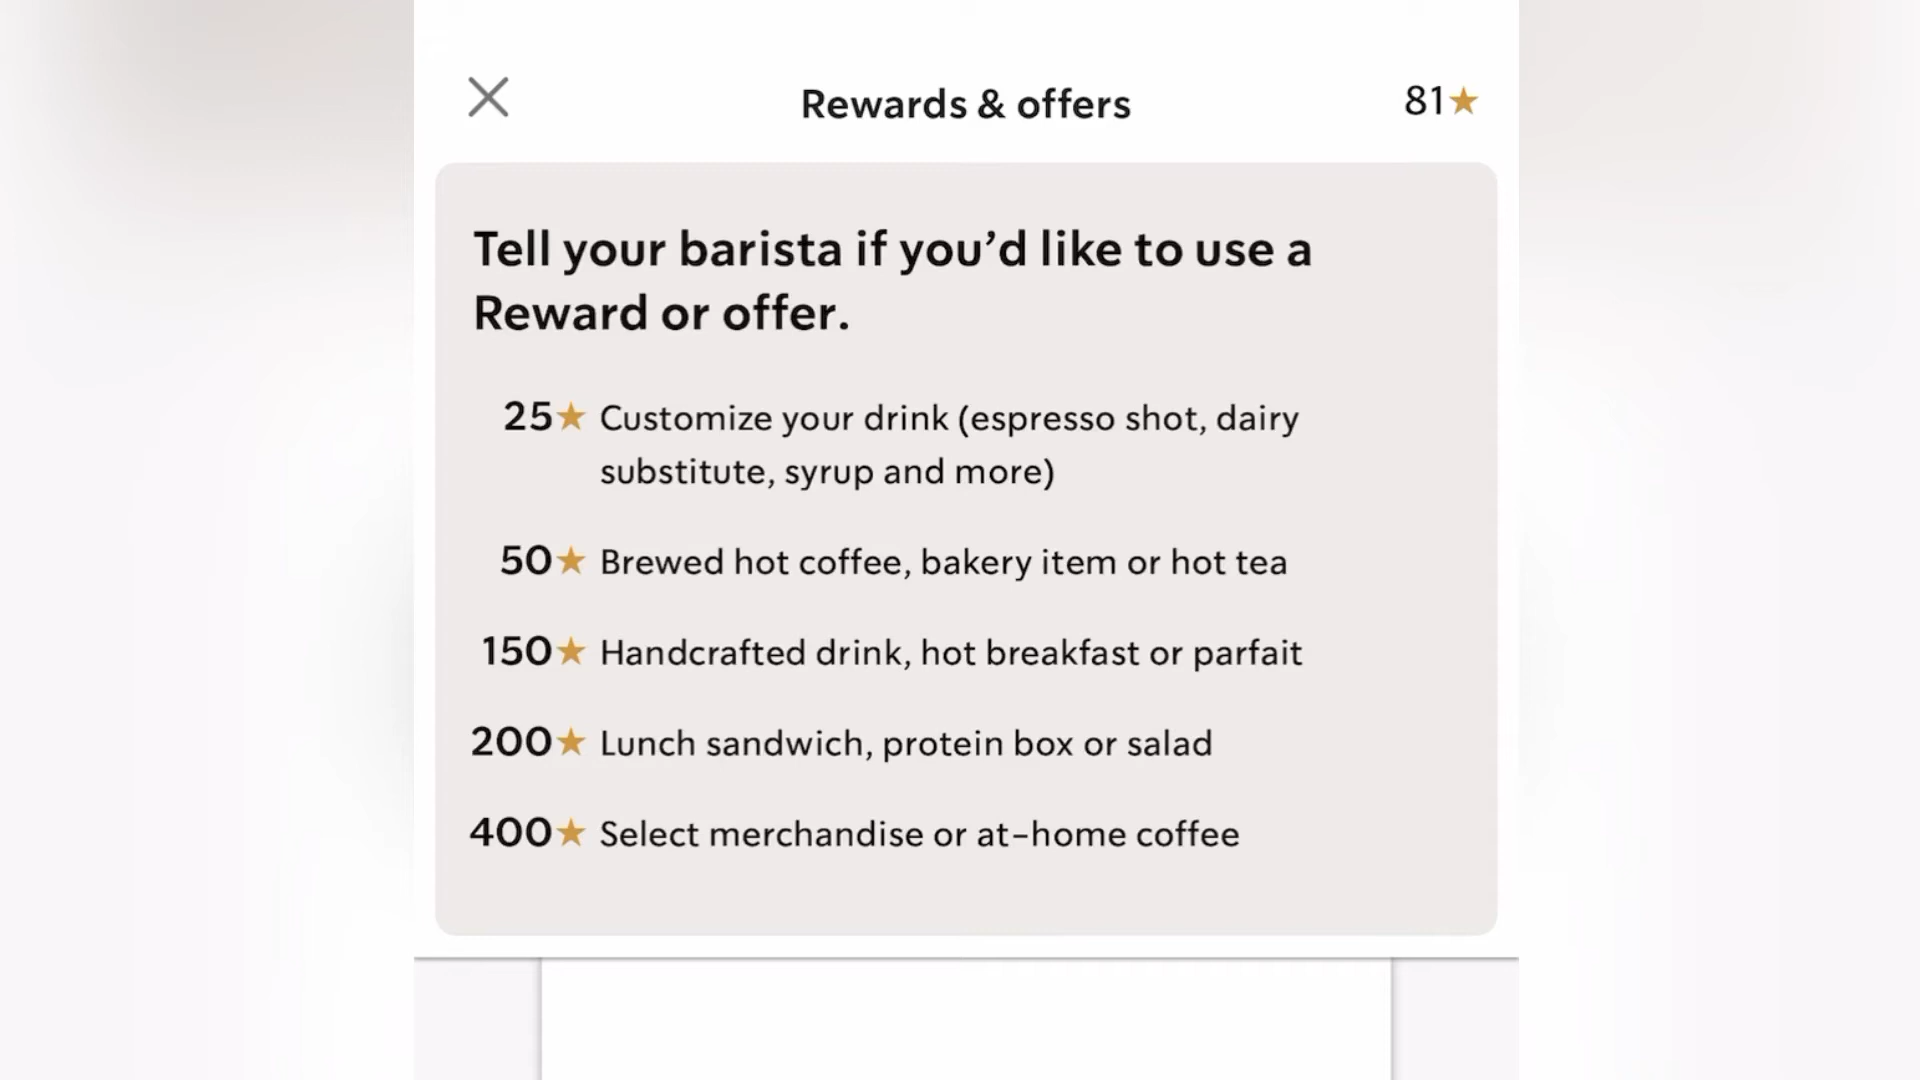 Rewards & offers
81★
Tell your barista if you’d like to use a
Reward or offer.
25★ Customize your drink (espresso shot, dairy
substitute, syrup and more)
50★ Brewed hot coffee, bakery item or hot tea
150★ Handcrafted drink, hot breakfast or parfait
200★ Lunch sandwich, protein box or salad
400★ Select merchandise or at-home coffee